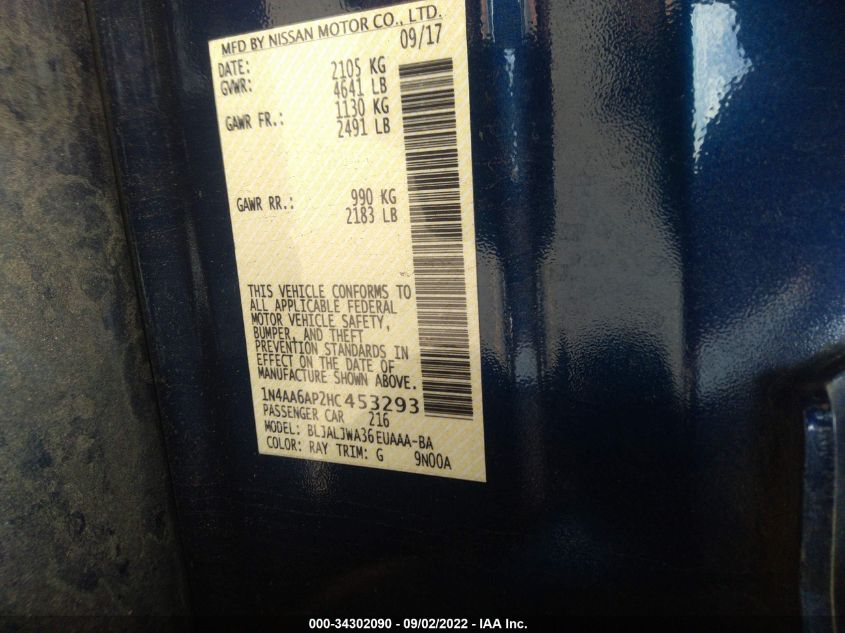 MFD BY NISSAN MOTOR CO., LTD.
DATE: 09/17
GVWR: 2105 KG
4641 LB
GAWR FR.: 1130 KG
2491 LB
GAWR RR.: 990 KG
2183 LB
THIS VEHICLE CONFORMS TO
ALL APPLICABLE FEDERAL
MOTOR VEHICLE SAFETY,
BUMPER, AND THEFT
PREVENTION STANDARDS IN
EFFECT ON THE DATE OF
MANUFACTURE SHOWN ABOVE.
1N4AA6AP2HC453293
PASSENGER CAR 216
MODEL: BLJALJWA36EUAAA-BA
COLOR: RAY TRIM: G 9N00A
000-34302090 - 09/02/2022 - IAA Inc.